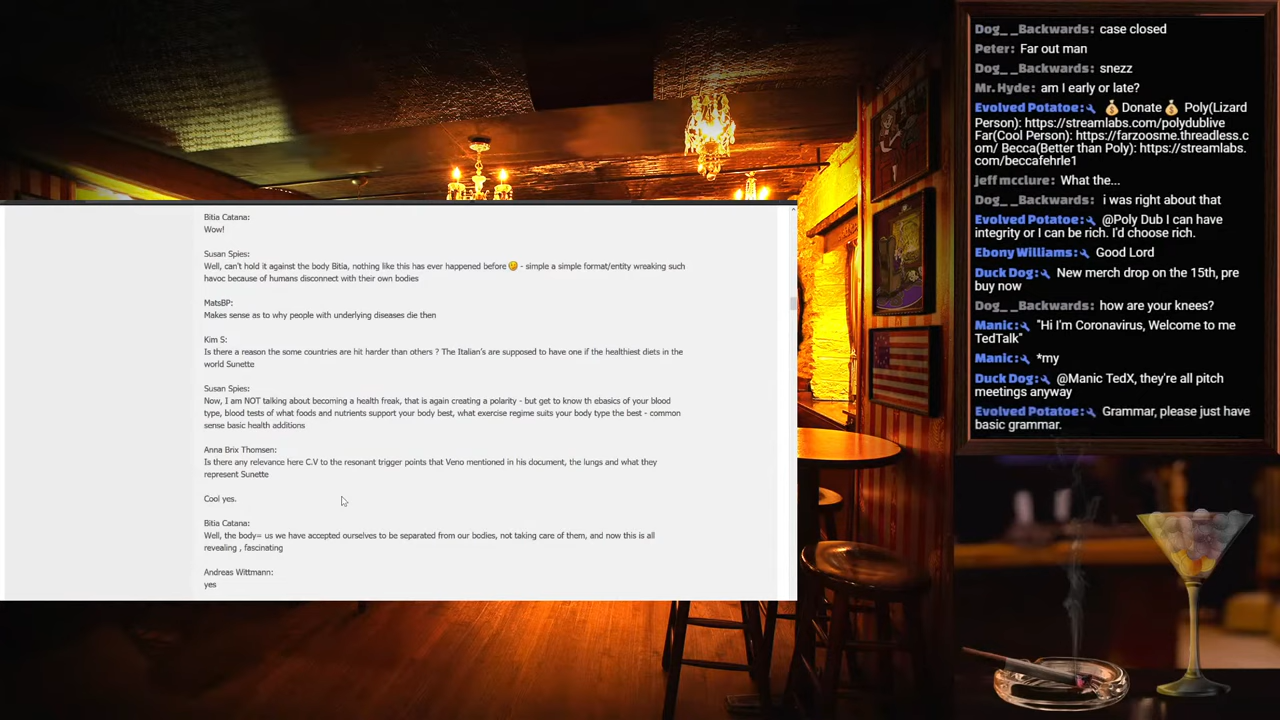 Bitia Catana:
Wow!
Susan Spies:
Well, can't hold it against the body Bitia, nothing like this has ever happened before 🙂 - simple a simple format/entity wreaking such
havoc because of humans disconnect with their own bodies
MatsBP:
Makes sense as to why people with underlying diseases die then
Kim S:
Is there a reason the some countries are hit harder than others ? The Italian's are supposed to have one if the healthiest diets in the
world Sunette
Susan Spies:
Now, I am NOT talking about becoming a health freak, that is again creating a polarity - but get to know th ebasics of your blood
type, blood tests of what foods and nutrients support your body best, what exercise regime suits your body type the best - common
sense basic health additions
Anna Brix Thomsen:
Is there any relevance here C.V to the resonant trigger points that Veno mentioned in his document, the lungs and what they
represent Sunette
Cool yes.
Bitia Catana:
Well, the body= us we have accepted ourselves to be separated from our bodies, not taking care of them, and now this is all
revealing , fascinating
Andreas Wittmann:
yes
Dog_ _Backwards: case closed
Peter: Far out man
Dog_ _Backwards: snezz
Mr. Hyde: am I early or late?
Evolved Potatoe: 💰Donate💰 Poly(Lizard
Person): https://streamlabs.com/polydublive
Far(Cool Person): https://farzoosme.threadless.c
om/ Becca(Better than Poly): https://streamlabs.
com/beccafehrle1
jeff mcclure: What the...
Dog_ _Backwards: i was right about that
Evolved Potatoe: @Poly Dub I can have
integrity or I can be rich. I'd choose rich.
Ebony Williams: Good Lord
Duck Dog: New merch drop on the 15th, pre
buy now
Dog_ _Backwards: how are your knees?
Manic: "Hi I'm Coronavirus, Welcome to me
TedTalk"
Manic: *my
Duck Dog: @Manic TedX, they're all pitch
meetings anyway
Evolved Potatoe: Grammar, please just have
basic grammar.